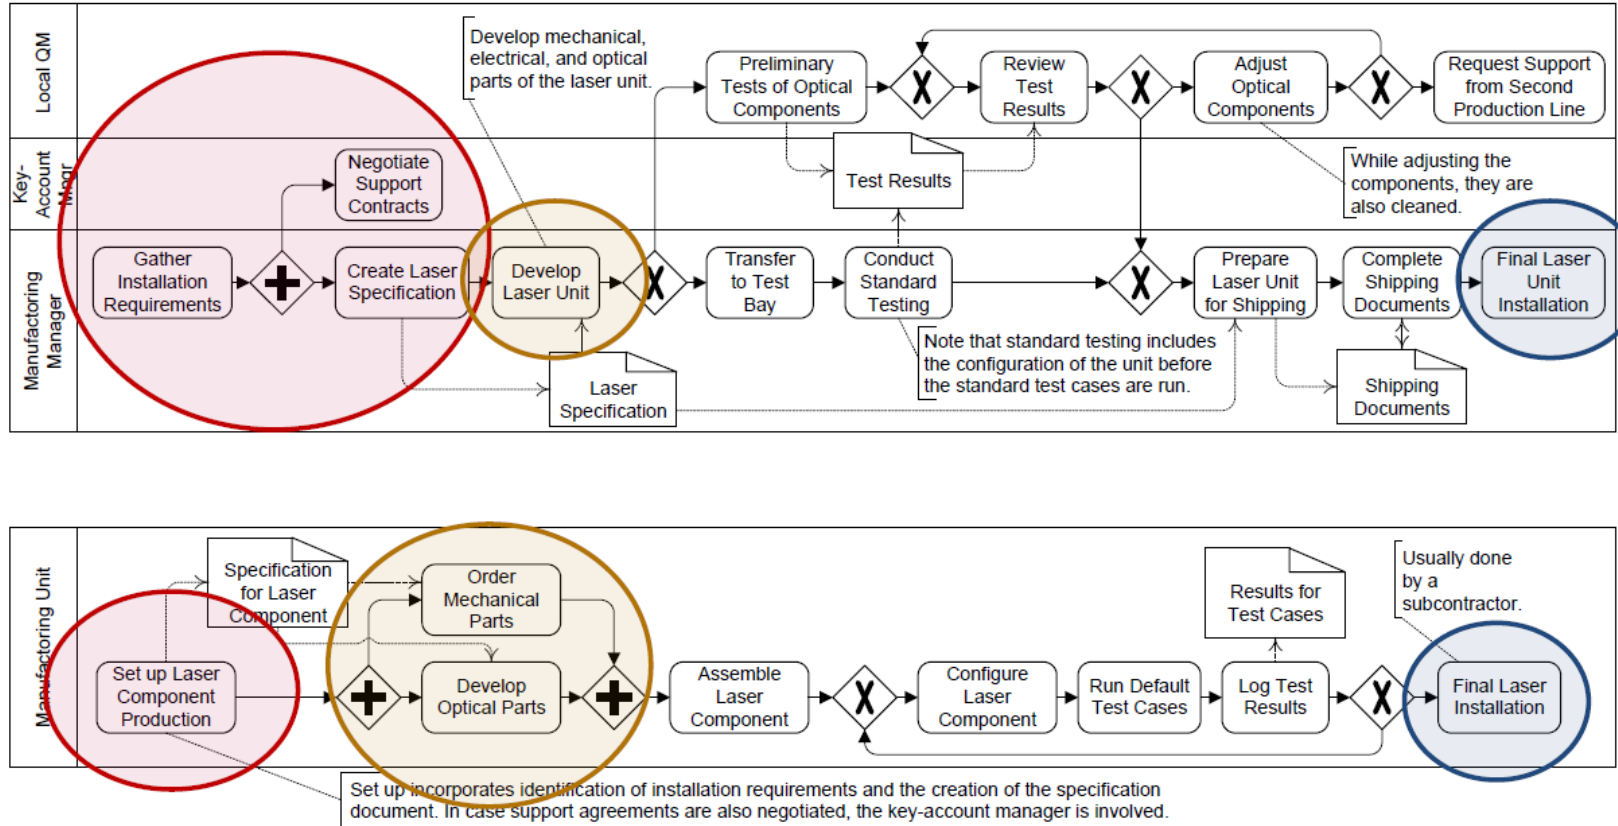 Local QM
Key-
Account
Mngr
Manufactoring
Manager
Develop mechanical,
electrical, and optical
parts of the laser unit.
Preliminary
Tests of Optical
Components
X
Review
Test
Results
X
Adjust
Optical
Components
X
Request Support
from Second
Production Line
Negotiate
Support
Contracts
Test Results
While adjusting the
components, they are
also cleaned.
Gather
Installation
Requirements
Create Laser
Specification
Develop
Laser Unit
X
Transfer
to Test
Bay
Conduct
Standard
Testing
X
Prepare
Laser Unit
for Shipping
Complete
Shipping
Documents
Final Laser
Unit
Installation
Note that standard testing includes
the configuration of the unit before
the standard test cases are run.
Laser
Specification
Shipping
Documents
Manufactoring Unit
Specification
for Laser
Component
Order
Mechanical
Parts
Results for
Test Cases
Usually done
by a
subcontractor.
Set up Laser
Component
Production
Develop
Optical Parts
Assemble
Laser
Component
X
Configure
Laser
Component
Run Default
Test Cases
Log Test
Results
X
Final Laser
Installation
Set up incorporates identification of installation requirements and the creation of the specification
document. In case support agreements are also negotiated, the key-account manager is involved.